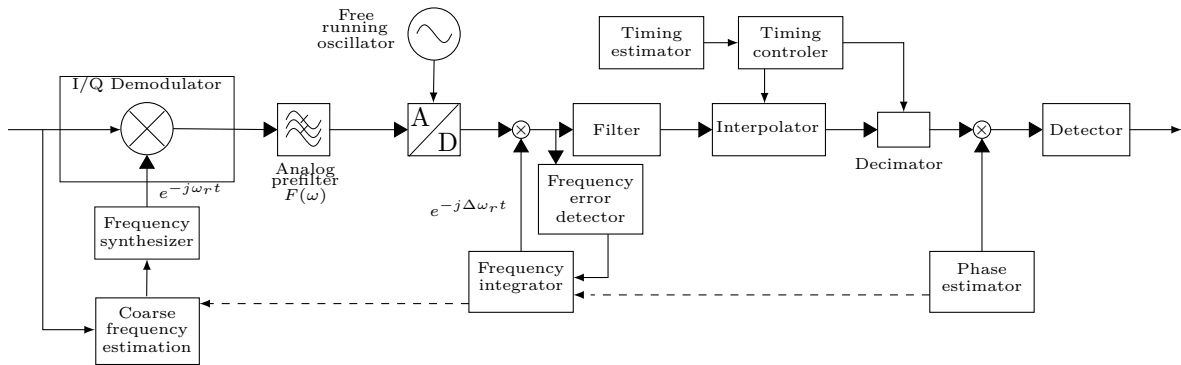 Free
running
oscillator
Timing
estimator
Timing
controler
I/Q Demodulator
A
D
Filter
Interpolator
Detector
Decimator
Analog
prefilter
F(ω)
e^{-jω_r t}
Frequency
error
detector
e^{-jΔω_r t}
Frequency
synthesizer
Frequency
integrator
Phase
estimator
Coarse
frequency
estimation